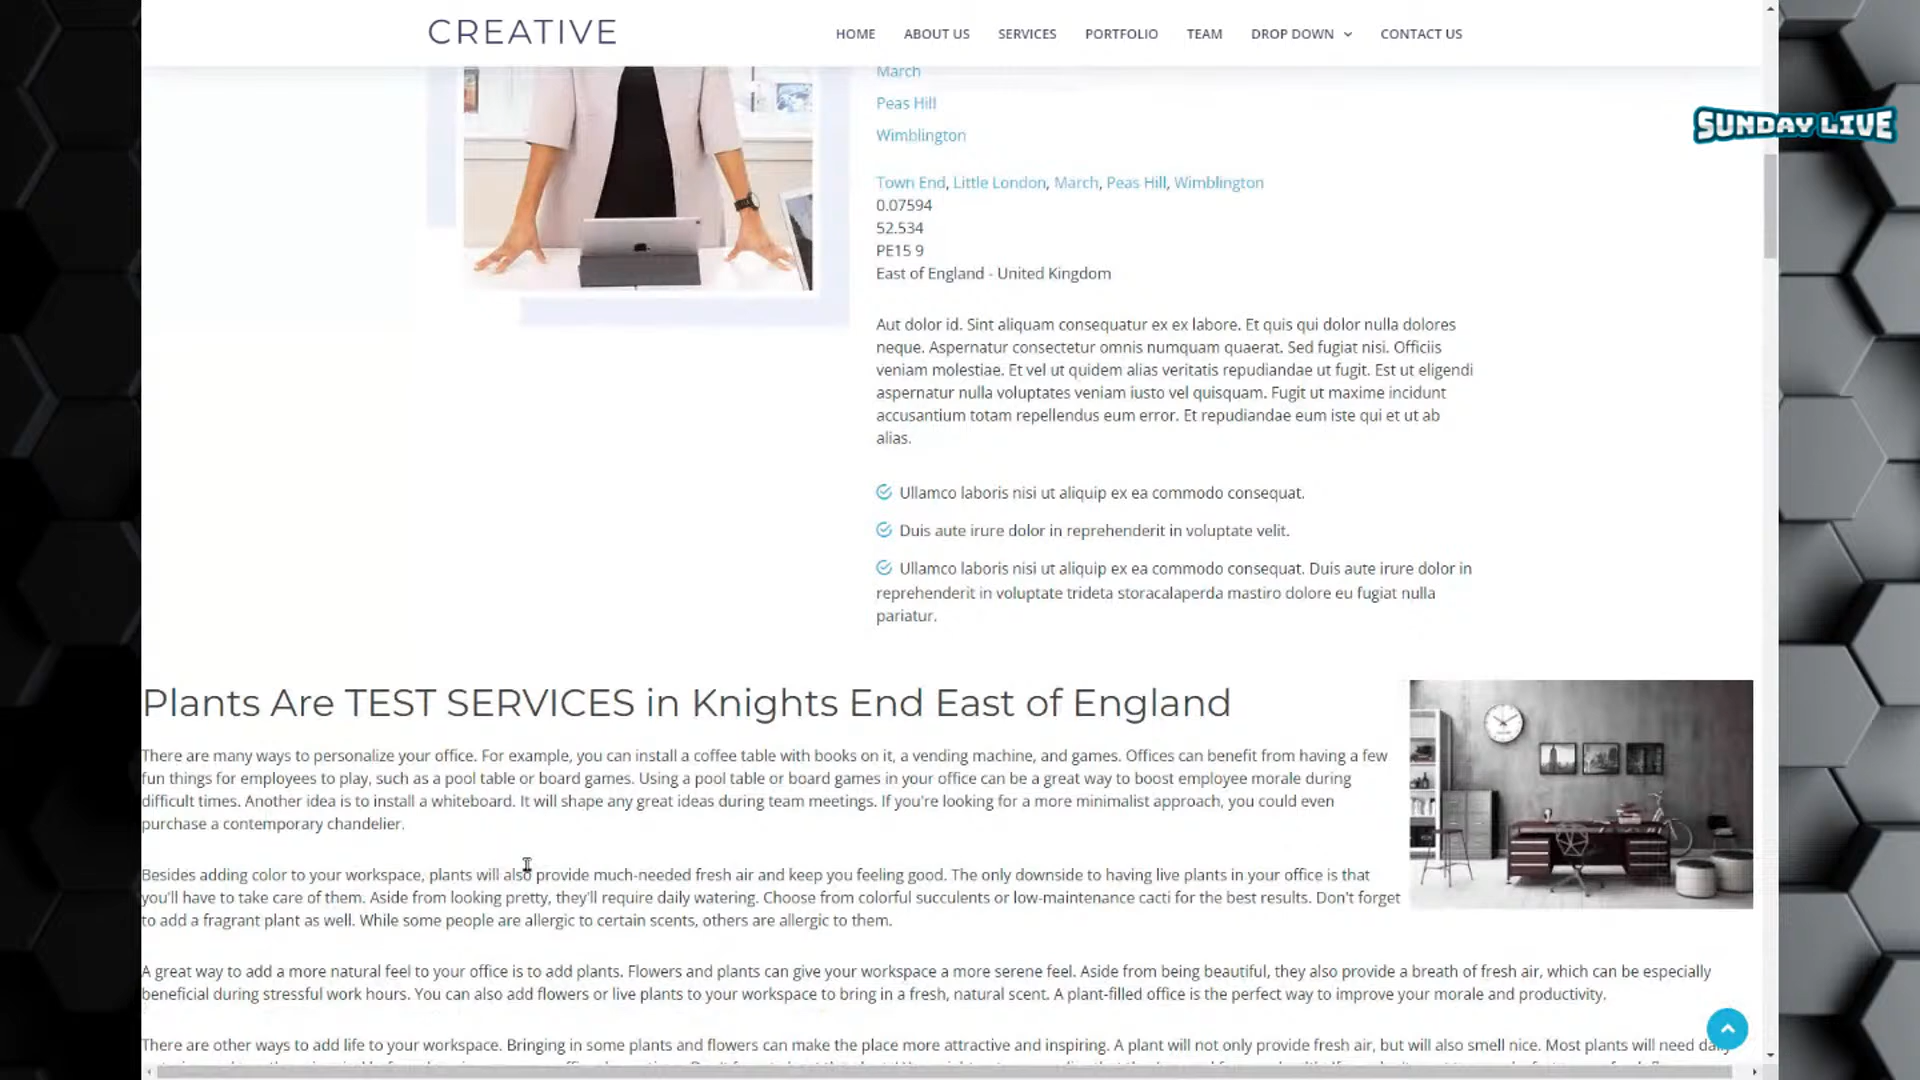 CREATIVE
HOME ABOUT US SERVICES PORTFOLIO TEAM DROP DOWN CONTACT US
SUNDAY LIVE
March
Peas Hill
Wimblington
Town End, Little London, March, Peas Hill, Wimblington
0.07594
52.534
PE15 9
East of England - United Kingdom
Aut dolor id. Sint aliquam consequatur ex ex labore. Et quis qui dolor nulla dolores
neque. Aspernatur consectetur omnis numquam quaerat. Sed fugiat nisi. Officiis
veniam molestiae. Et vel ut quidem alias veritatis repudiandae ut fugit. Est ut eligendi
aspernatur nulla voluptates veniam iusto vel quisquam. Fugit ut maxime incidunt
accusantium totam repellendus eum error. Et repudiandae eum iste qui et ut ab
alias.
Ullamco laboris nisi ut aliquip ex ea commodo consequat.
Duis aute irure dolor in reprehenderit in voluptate velit.
Ullamco laboris nisi ut aliquip ex ea commodo consequat. Duis aute irure dolor in
reprehenderit in voluptate trideta storacalaperda mastiro dolore eu fugiat nulla
pariatur.
Plants Are TEST SERVICES in Knights End East of England
There are many ways to personalize your office. For example, you can install a coffee table with books on it, a vending machine, and games. Offices can benefit from having a few
fun things for employees to play, such as a pool table or board games. Using a pool table or board games in your office can be a great way to boost employee morale during
difficult times. Another idea is to install a whiteboard. It will shape any great ideas during team meetings. If you're looking for a more minimalist approach, you could even
purchase a contemporary chandelier.
Besides adding color to your workspace, plants will also provide much-needed fresh air and keep you feeling good. The only downside to having live plants in your office is that
you'll have to take care of them. Aside from looking pretty, they'll require daily watering. Choose from colorful succulents or low-maintenance cacti for the best results. Don't forget
to add a fragrant plant as well. While some people are allergic to certain scents, others are allergic to them.
A great way to add a more natural feel to your office is to add plants. Flowers and plants can give your workspace a more serene feel. Aside from being beautiful, they also provide a breath of fresh air, which can be especially
beneficial during stressful work hours. You can also add flowers or live plants to your workspace to bring in a fresh, natural scent. A plant-filled office is the perfect way to improve your morale and productivity.
There are other ways to add life to your workspace. Bringing in some plants and flowers can make the place more attractive and inspiring. A plant will not only provide fresh air, but will also smell nice. Most plants will need daily